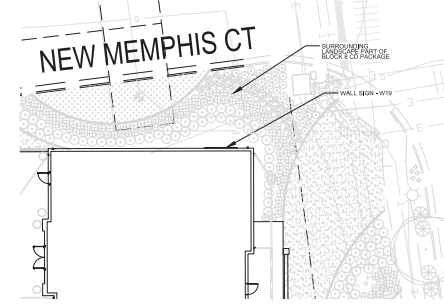 NEW MEMPHIS CT
SURROUNDING
LANDSCAPE PART OF
BLOCK 8 CD PACKAGE
WALL SIGN - W19